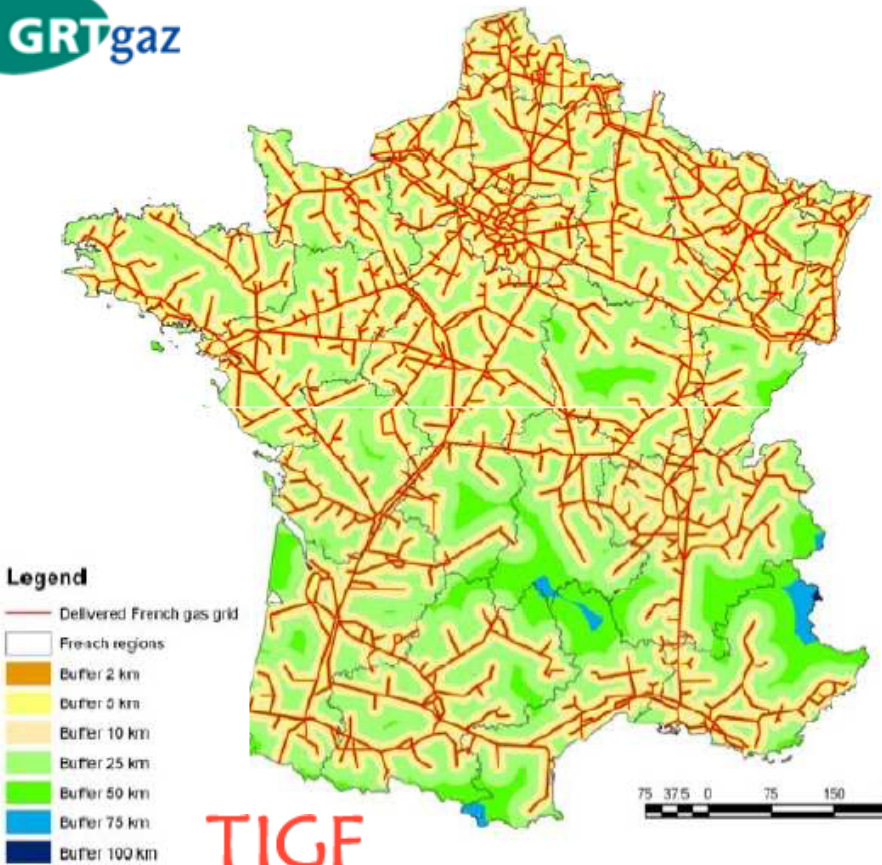 GRTgaz
Legend
Delivered French gas grid
French regions
Buffer 2 km
Buffer 5 km
Buffer 10 km
Buffer 25 km
Buffer 50 km
Buffer 75 km
Buffer 100 km
TIGF
75 37.5 0 75 150